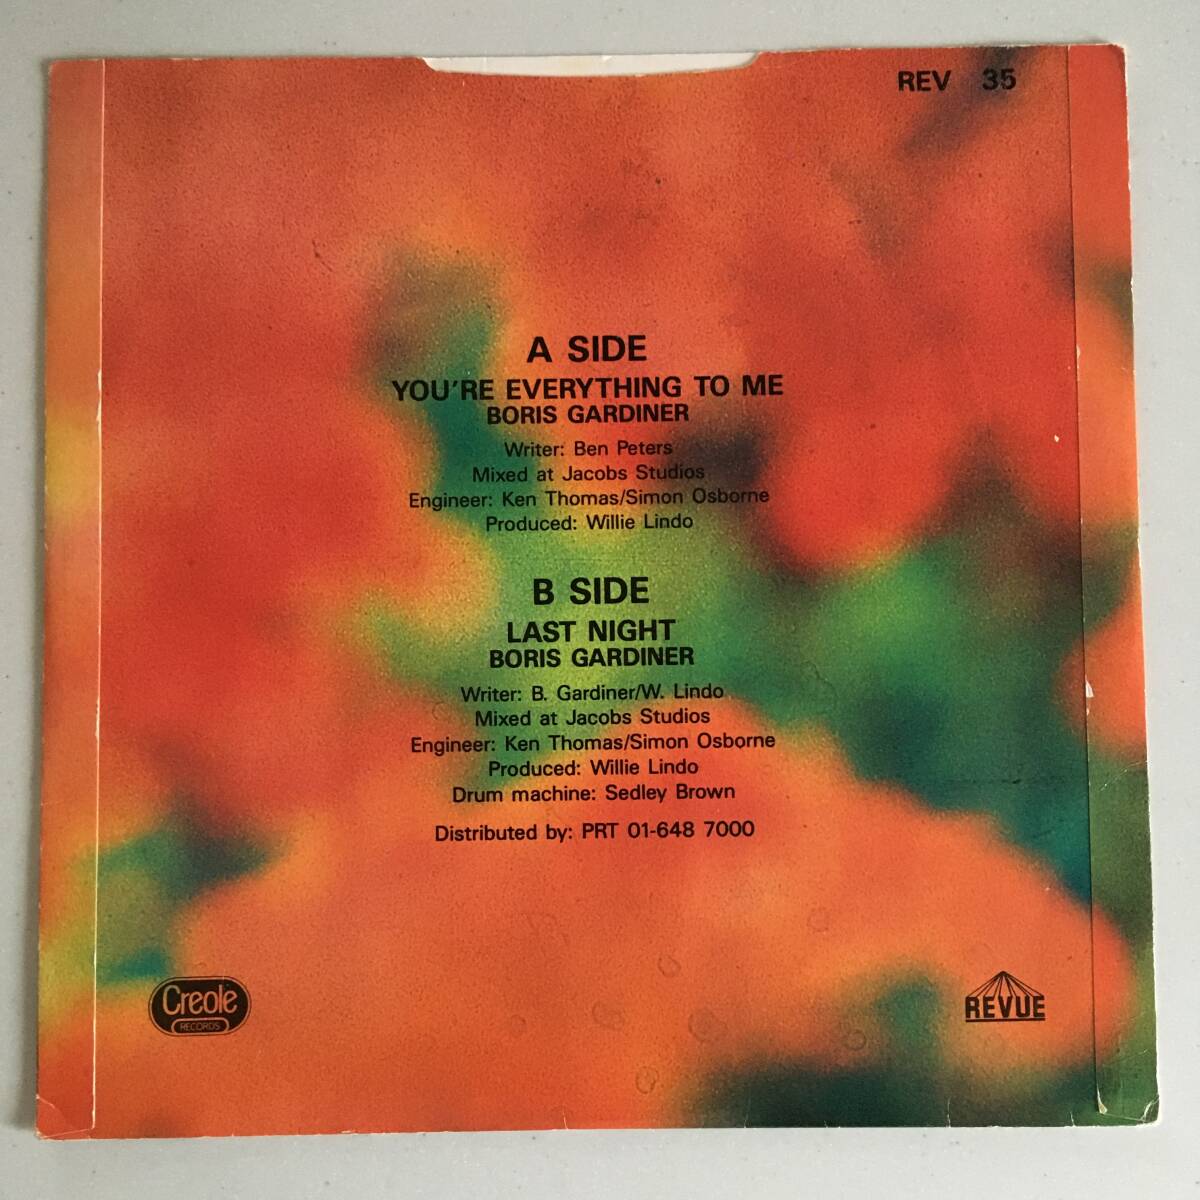 REV 35
A SIDE
YOU'RE EVERYTHING TO ME
BORIS GARDINER
Writer: Ben Peters
Mixed at Jacobs Studios
Engineer: Ken Thomas/Simon Osborne
Produced: Willie Lindo
B SIDE
LAST NIGHT
BORIS GARDINER
Writer: B. Gardiner/W. Lindo
Mixed at Jacobs Studios
Engineer: Ken Thomas/Simon Osborne
Produced: Willie Lindo
Drum machine: Sedley Brown
Distributed by: PRT 01-648 7000
Creole
RECORDS
REVUE